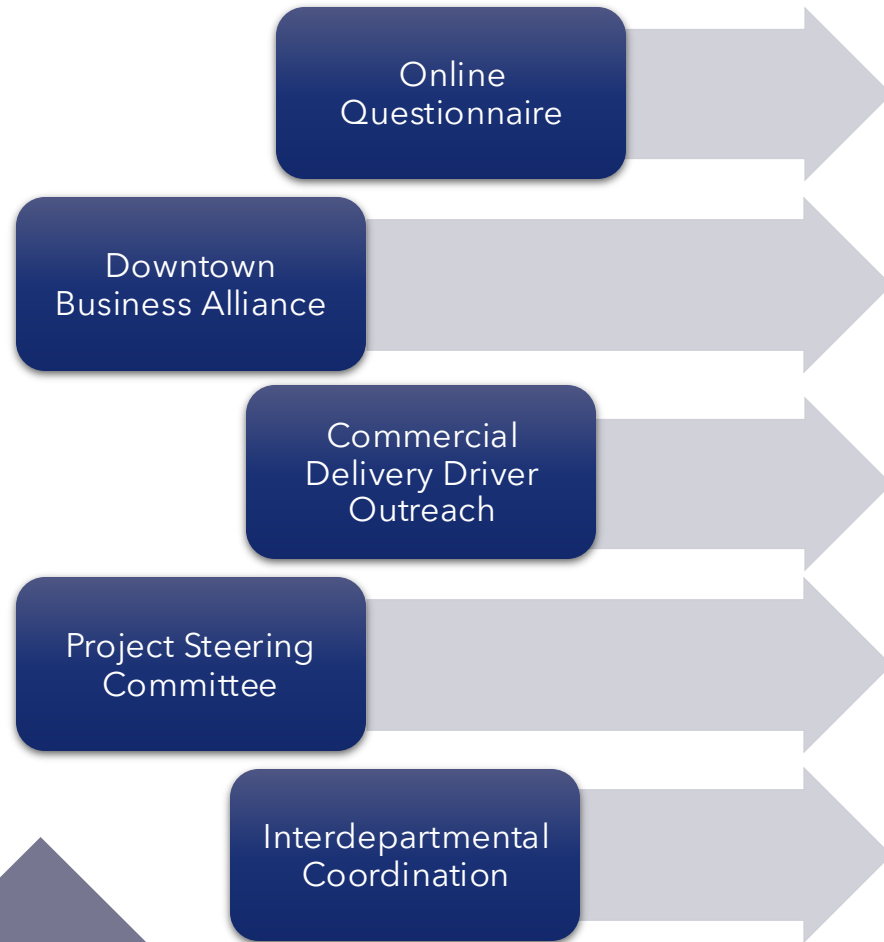 Online
Questionnaire
Downtown
Business Alliance
Commercial
Delivery Driver
Outreach
Project Steering
Committee
Interdepartmental
Coordination